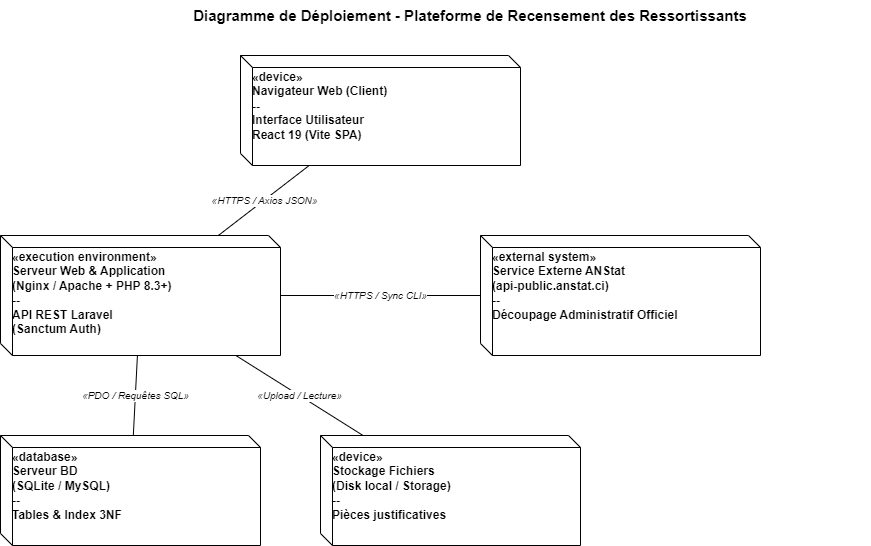 Diagramme de Déploiement - Plateforme de Recensement des Ressortissants
«device»
Navigateur Web (Client)
--
Interface Utilisateur
React 19 (Vite SPA)
«HTTPS / Axios JSON»
«execution environment»
Serveur Web & Application
(Nginx / Apache + PHP 8.3+)
--
API REST Laravel
(Sanctum Auth)
«HTTPS / Sync CLI»
«external system»
Service Externe ANStat
(api-public.anstat.ci)
--
Découpage Administratif Officiel
«PDO / Requêtes SQL»
«Upload / Lecture»
«database»
Serveur BD
(SQLite / MySQL)
--
Tables & Index 3NF
«device»
Stockage Fichiers
(Disk local / Storage)
--
Pièces justificatives